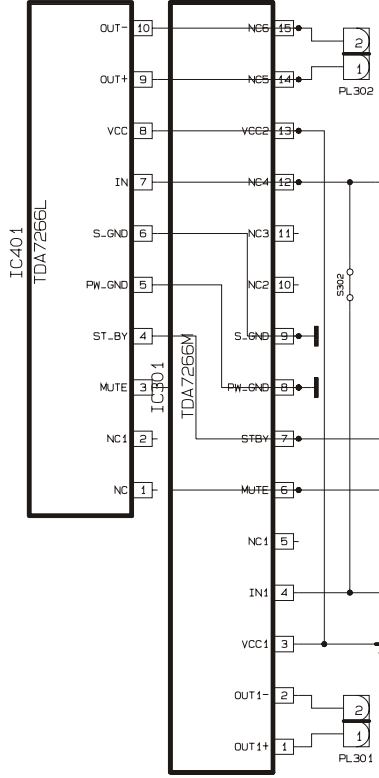 OUT- 10
OUT+ 9
VCC 8
IN 7
S_GND 6
PW_GND 5
ST_BY 4
MUTE 3
NC1 2
NC 1
IC401
TDA7266L
NC6 15
NC5 14
VCC2 13
NC4 12
NC3 11
NC2 10
S_GND 9
PW_GND 8
STBY 7
MUTE 6
NC1 5
IN1 4
VCC1 3
OUT1- 2
OUT1+ 1
IC301
TDA7266M
2
1
PL302
S302
2
1
PL301